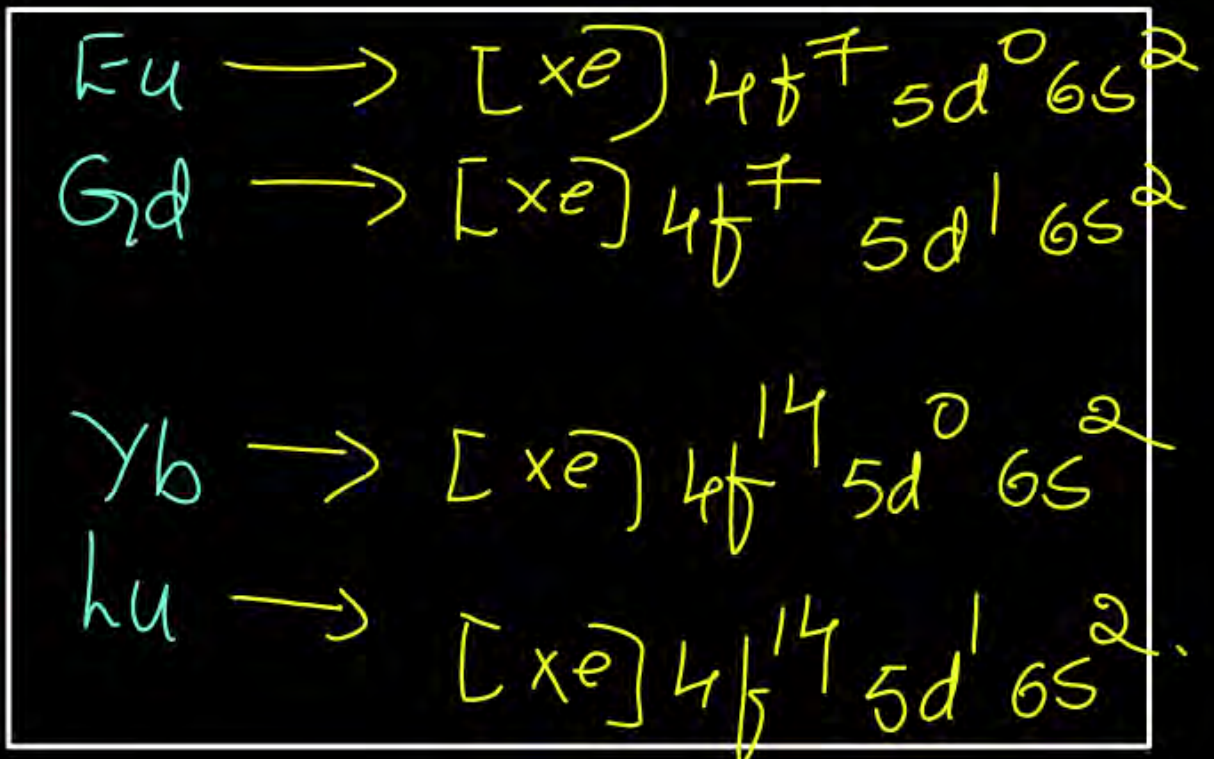 Eu → [xe] 4f⁷ 5d⁰ 6s²
Gd → [xe] 4f⁷ 5d¹ 6s²
Yb → [xe] 4f¹⁴ 5d⁰ 6s²
Lu → [xe] 4f¹⁴ 5d¹ 6s².